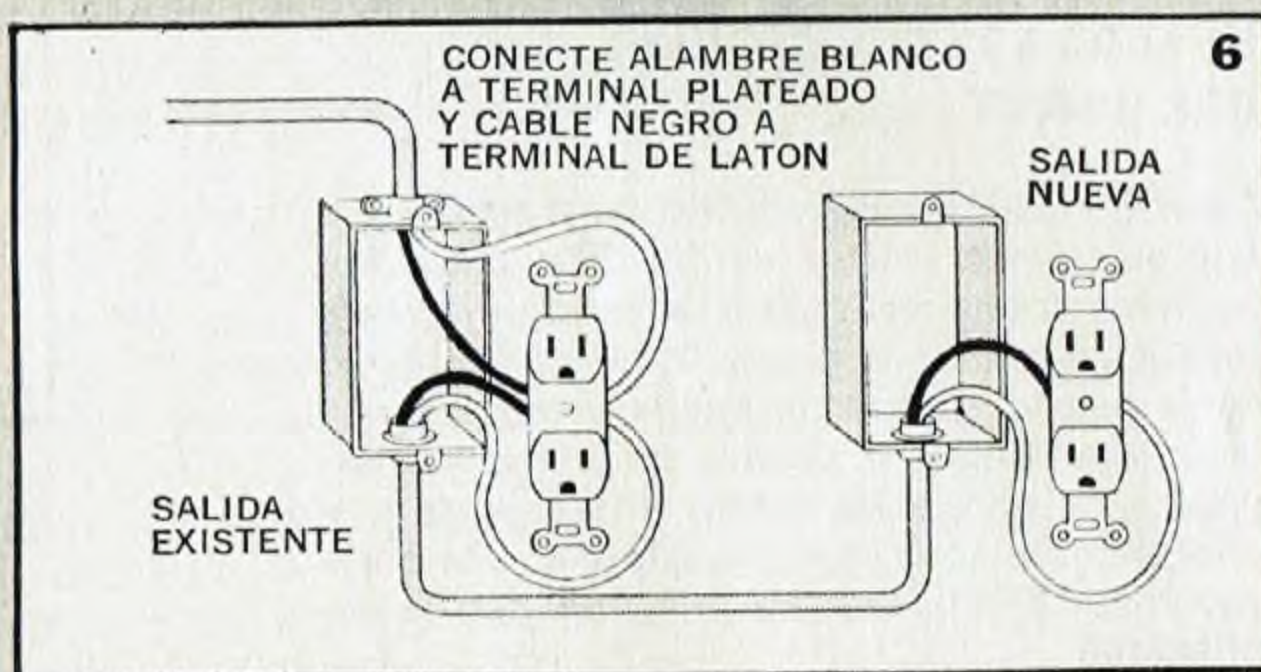 CONECTE ALAMBRE BLANCO
A TERMINAL PLATEADO
Y CABLE NEGRO A
TERMINAL DE LATON
6
SALIDA
NUEVA
SALIDA
EXISTENTE